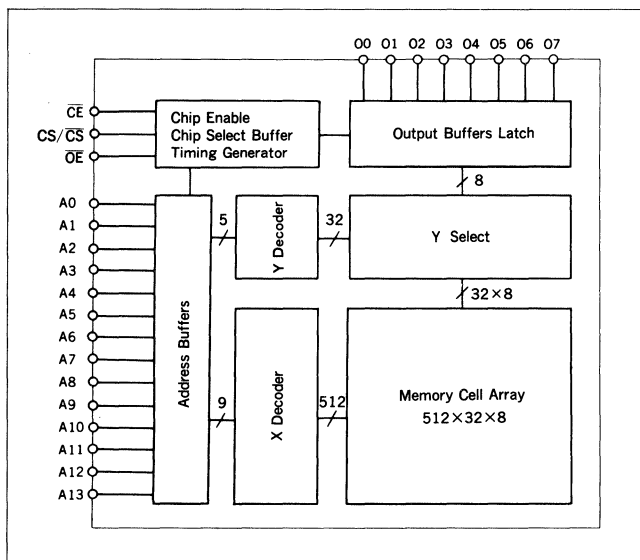 O0 O1 O2 O3 O4 O5 O6 O7
CE
CS/CS
OE
Chip Enable
Chip Select Buffer
Timing Generator
Output Buffers Latch
8
A0
A1
A2
A3
A4
A5
A6
A7
A8
A9
A10
A11
A12
A13
Address Buffers
5
Y Decoder
32
Y Select
32×8
9
X Decoder
512
Memory Cell Array
512×32×8